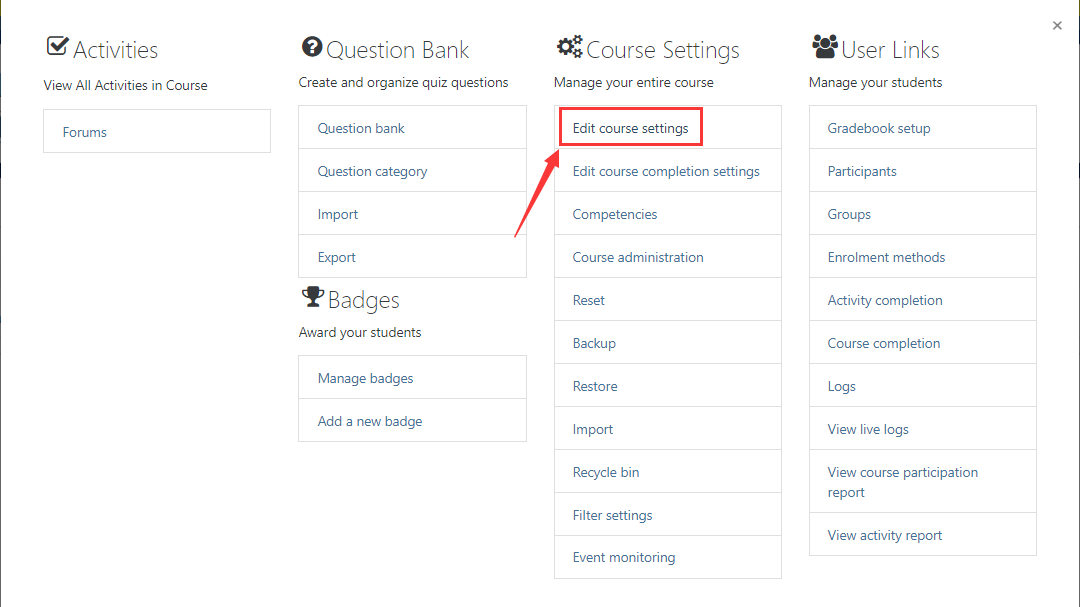 Activities
View All Activities in Course
Forums
Question Bank
Create and organize quiz questions
Question bank
Question category
Import
Export
Badges
Award your students
Manage badges
Add a new badge
Course Settings
Manage your entire course
Edit course settings
Edit course completion settings
Competencies
Course administration
Reset
Backup
Restore
Import
Recycle bin
Filter settings
Event monitoring
User Links
Manage your students
Gradebook setup
Participants
Groups
Enrolment methods
Activity completion
Course completion
Logs
View live logs
View course participation
report
View activity report